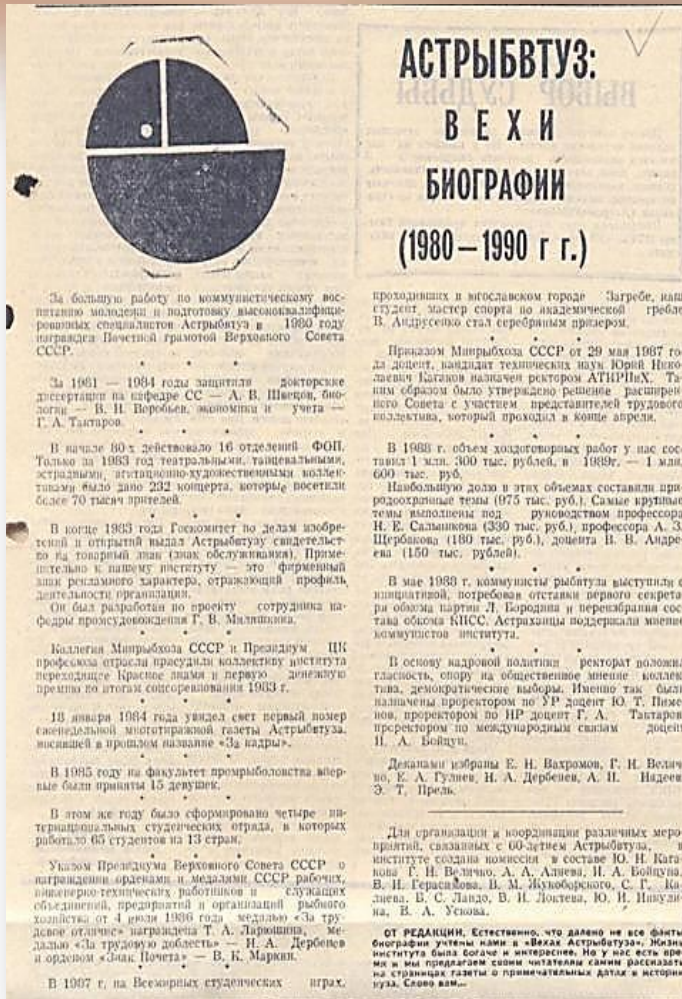 АСТРЫБВТУЗ:
ВЕХИ
БИОГРАФИИ
(1980—1990 г г.)
За большую работу по коммунистическому вос-
питанию молодежи и подготовку высококвалифици-
рованных специалистов Астрыбвтуз в 1980 году
награжден Почетной грамотой Верховного Совета
СССР.
* * *
За 1981 — 1984 годы защитили докторские
диссертации на кафедре СС — А. В. Швецов, био-
логии — В. И. Воробьев, экономики и учета —
Г. А. Тактаров.
* * *
В начале 80-х действовало 16 отделений ФОП.
Только за 1983 год театральными, танцевальными,
эстрадными, агитационно-художественными коллек-
тивами было дано 232 концерта, которые посетили
более 70 тысяч зрителей.
* * *
В конце 1983 года Госкомитет по делам изобре-
тений и открытий выдал Астрыбвтузу свидетельст-
во на товарный знак (знак обслуживания). Приме-
нительно к нашему институту — это фирменный
знак рекламного характера, отражающий профиль
деятельности организации.
Он был разработан по проекту сотрудника ка-
федры промсудовождения Г. В. Миляшкина.
* * *
Коллегия Минрыбхоза СССР и Президиум ЦК
профсоюза отрасли присудили коллективу института
переходящее Красное знамя и первую денежную
премию по итогам соцсоревнования 1983 г.
* * *
18 января 1984 года увидел свет первый номер
еженедельной многотиражной газеты Астрыбвтуза,
носившей в прошлом название «За кадры».
* * *
В 1985 году на факультет промрыболовства впер-
вые были приняты 15 девушек.
* * *
В этом же году было сформировано четыре ин-
тернациональных студенческих отряда, в которых
работало 65 студентов из 13 стран.
* * *
Указом Президиума Верховного Совета СССР о
награждении орденами и медалями СССР рабочих,
инженерно-технических работников и служащих
объединений, предприятий и организаций рыбного
хозяйства от 4 июля 1986 года медалью «За тру-
довое отличие» награждена Т. А. Ларюшина, ме-
далью «За трудовую доблесть» — Н. А. Дербенев
и орденом «Знак Почета» — В. К. Маркин.
* * *
В 1987 г. на Всемирных студенческих играх,
проходивших в югославском городе Загребе, наш
студент, мастер спорта по академической гребле
В. Андрусенко стал серебряным призером.
* * *
Приказом Минрыбхоза СССР от 29 мая 1987 го-
да доцент, кандидат технических наук Юрий Нико-
лаевич Кагаков назначен ректором АТИРПиХ. Та-
ким образом было утверждено решение расширен-
ного Совета с участием представителей трудового
коллектива, который проходил в конце апреля.
* * *
В 1988 г. объем хоздоговорных работ у нас сос-
тавил 1 млн. 300 тыс. рублей, в 1989г. — 1 млн.
600 тыс. руб.
Наибольшую долю в этих объемах составили при-
родоохранные темы (975 тыс. руб.). Самые крупные
темы выполнены под руководством профессора
Н. Е. Сальникова (330 тыс. руб.), профессора А. З.
Щербакова (180 тыс. руб.), доцента В. В. Андре-
ева (150 тыс. рублей).
* * *
В мае 1988 г. коммунисты рыбвтуза выступили с
инициативой, потребовав отставки первого секрета-
ря обкома партии Л. Бородина и переизбрания сос-
тава обкома КПСС. Астраханцы поддержали мнение
коммунистов института.
* * *
В основу кадровой политики ректорат положил
гласность, опору на общественное мнение коллек-
тива, демократические выборы. Именно так были
назначены проректором по УР доцент Ю. Т. Пиме-
нов, проректором по НР доцент Г. А. Тактаров
проректором по международным связам доцент
И. А. Бойцун.
Деканами избраны Е. Н. Вахромов, Г. Н. Велич-
ко, К. А. Гулиев, Н. А. Дербенев, А. И. Надеев
Э. Т. Прель.
Для организации и координации различных меро-
приятий, связанных с 60-летием Астрыбвтуза, в
институте создана комиссия в составе Ю. Н. Кага-
кова Г. Н. Величко, А. А. Алиева, И. А. Бойцуна,
В. И. Герасимова, В. М. Жукоборского, С. Г.
В. С. Ландо, В. И. Локтева, Ю. Н.
на, В. А. Ускова.
ОТ РЕДАКЦИИ. Естественно, что далеко не все факты
биографии учтены нами в «Вехах Астрыбвтуза». Жизнь
института была богаче и интереснее. Но у нас есть вре-
мя и мы предлагаем своим читателям самим рассказать
на страницах газеты о примечательных датах в истории
вуза. Слово вам...